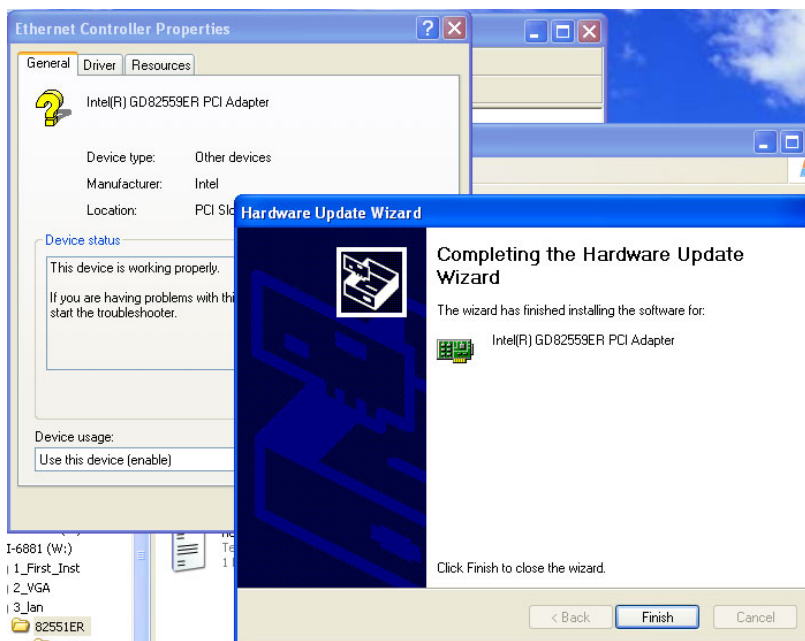 Ethernet Controller Properties
General Driver Resources
Intel(R) GD82559ER PCI Adapter
Device type: Other devices
Manufacturer: Intel
Location: PCI Slo
Device status
This device is working properly.
If you are having problems with thi
start the troubleshooter.
Device usage:
Use this device (enable)
Hardware Update Wizard
Completing the Hardware Update
Wizard
The wizard has finished installing the software for:
Intel(R) GD82559ER PCI Adapter
Click Finish to close the wizard.
< Back Finish Cancel
I-6881 (W:)
1_First_Inst
2_VGA
3_lan
82551ER